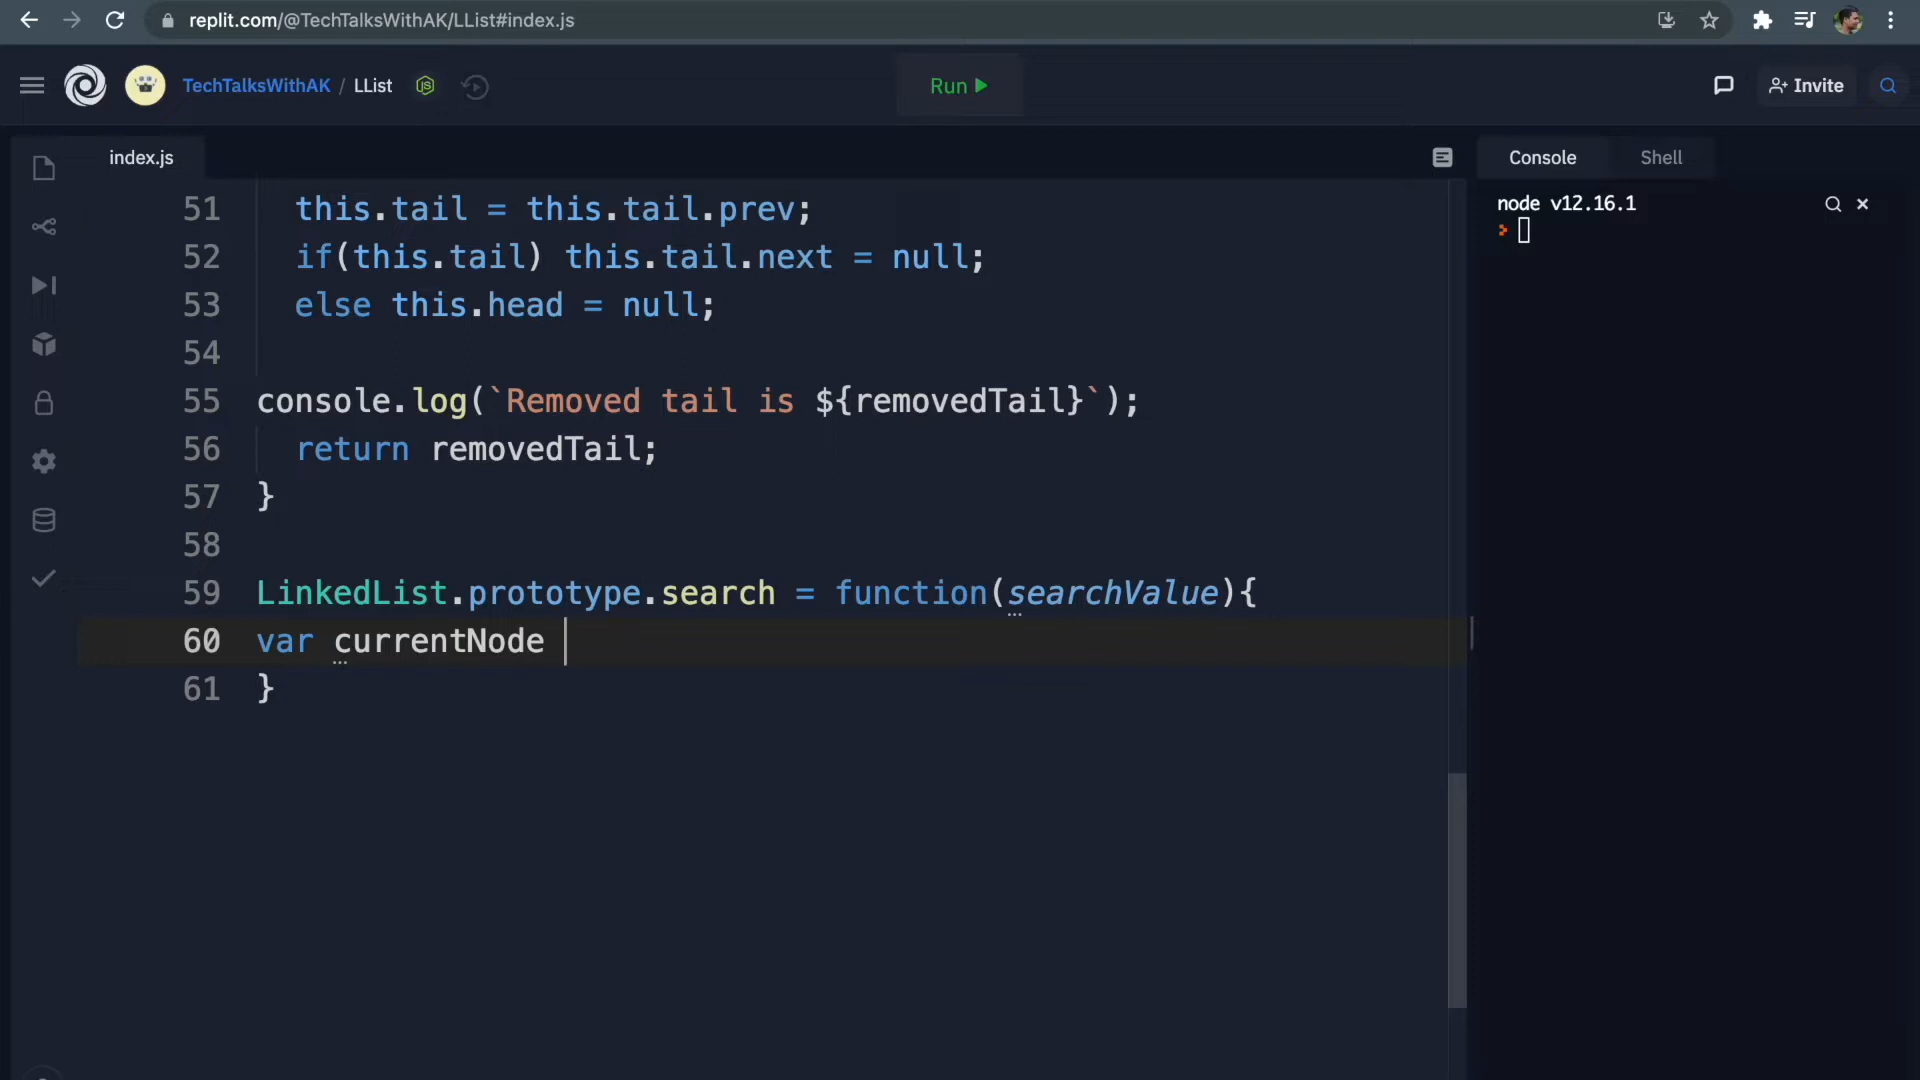 replit.com/@TechTalksWithAK/LList#index.js
TechTalksWithAK / LList
Run
Invite
index.js
Console
Shell
51 this.tail = this.tail.prev;
52 if(this.tail) this.tail.next = null;
53 else this.head = null;
54
55 console.log(`Removed tail is ${removedTail}`);
56 return removedTail;
57 }
58
59 LinkedList.prototype.search = function(searchValue){
60 var currentNode
61 }
node v12.16.1